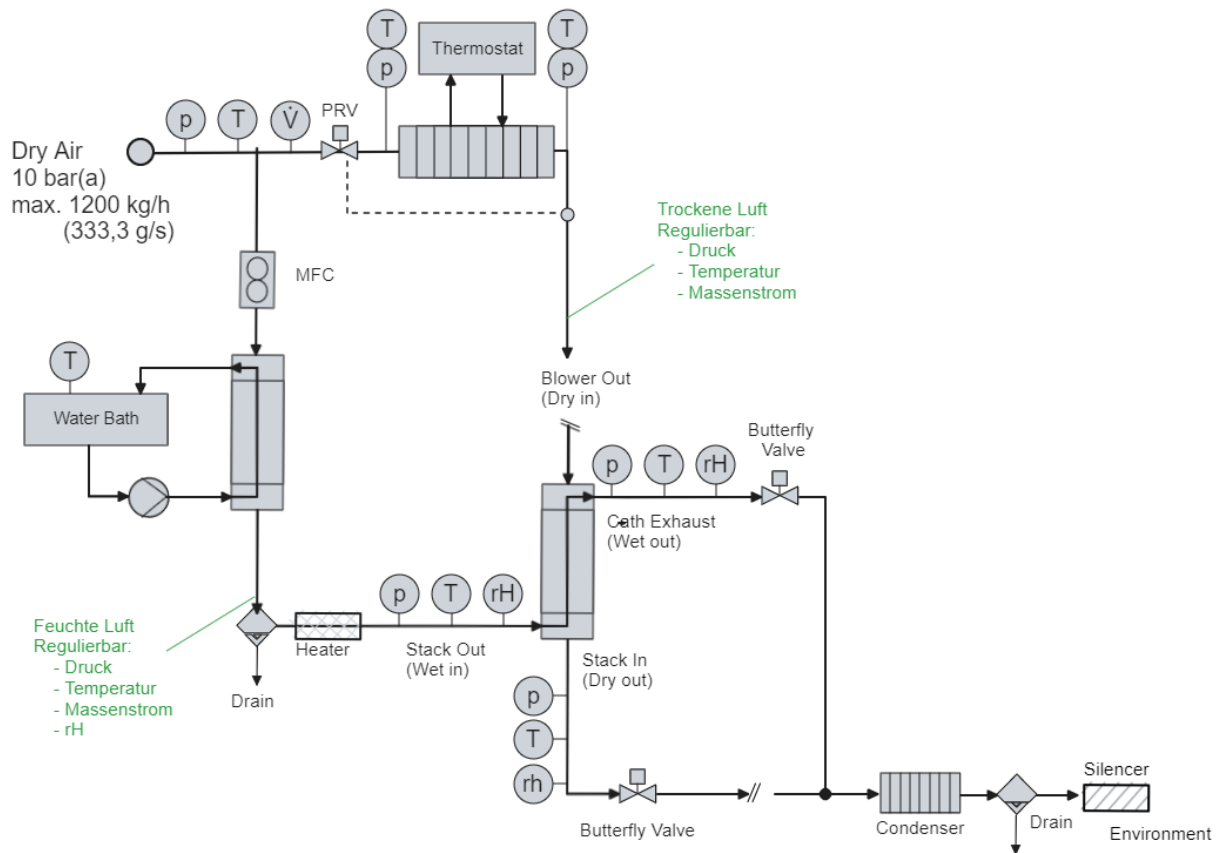 T
p
Thermostat
T
p
p
T
V̇
PRV
Dry Air
10 bar(a)
max. 1200 kg/h
(333,3 g/s)
Trockene Luft
Regulierbar:
- Druck
- Temperatur
- Massenstrom
MFC
T
Water Bath
Blower Out
(Dry in)
Butterfly
Valve
p
T
rH
Cath Exhaust
(Wet out)
p
T
rH
Feuchte Luft
Regulierbar:
- Druck
- Temperatur
- Massenstrom
- rH
Heater
Stack Out
(Wet in)
Stack In
(Dry out)
Drain
p
T
rh
Butterfly Valve
Condenser
Drain
Silencer
Environment